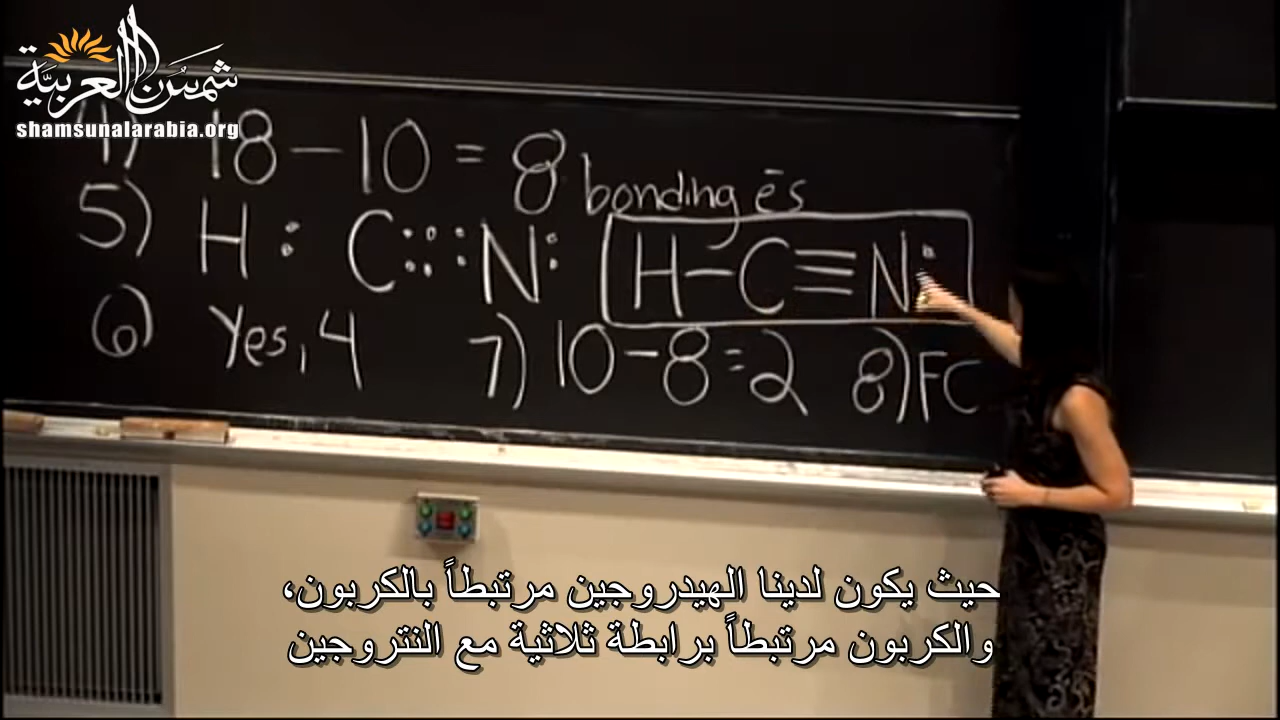 شمس العربية
shamsunalarabia.org
4) 18 - 10 = 8 bonding ēs
5) H : C :::N: H-C≡N:
6) Yes, 4 7) 10-8=2 8) FC
حيث يكون لدينا الهيدروجين مرتبطاً بالكربون،
والكربون مرتبطاً برابطة ثلاثية مع النتروجين